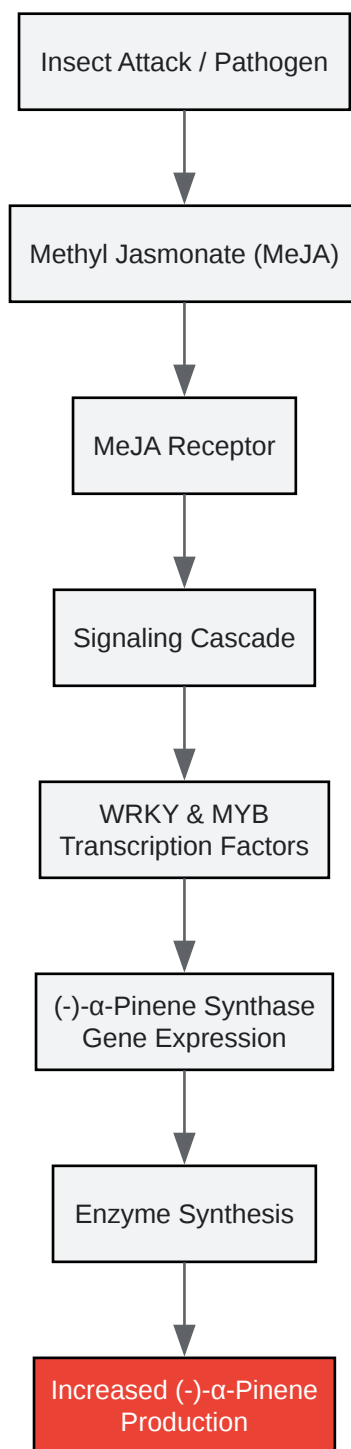 Insect Attack / Pathogen
Methyl Jasmonate (MeJA)
MeJA Receptor
Signaling Cascade
WRKY & MYB
Transcription Factors
(-)-α-Pinene Synthase
Gene Expression
Enzyme Synthesis
Increased (-)-α-Pinene
Production